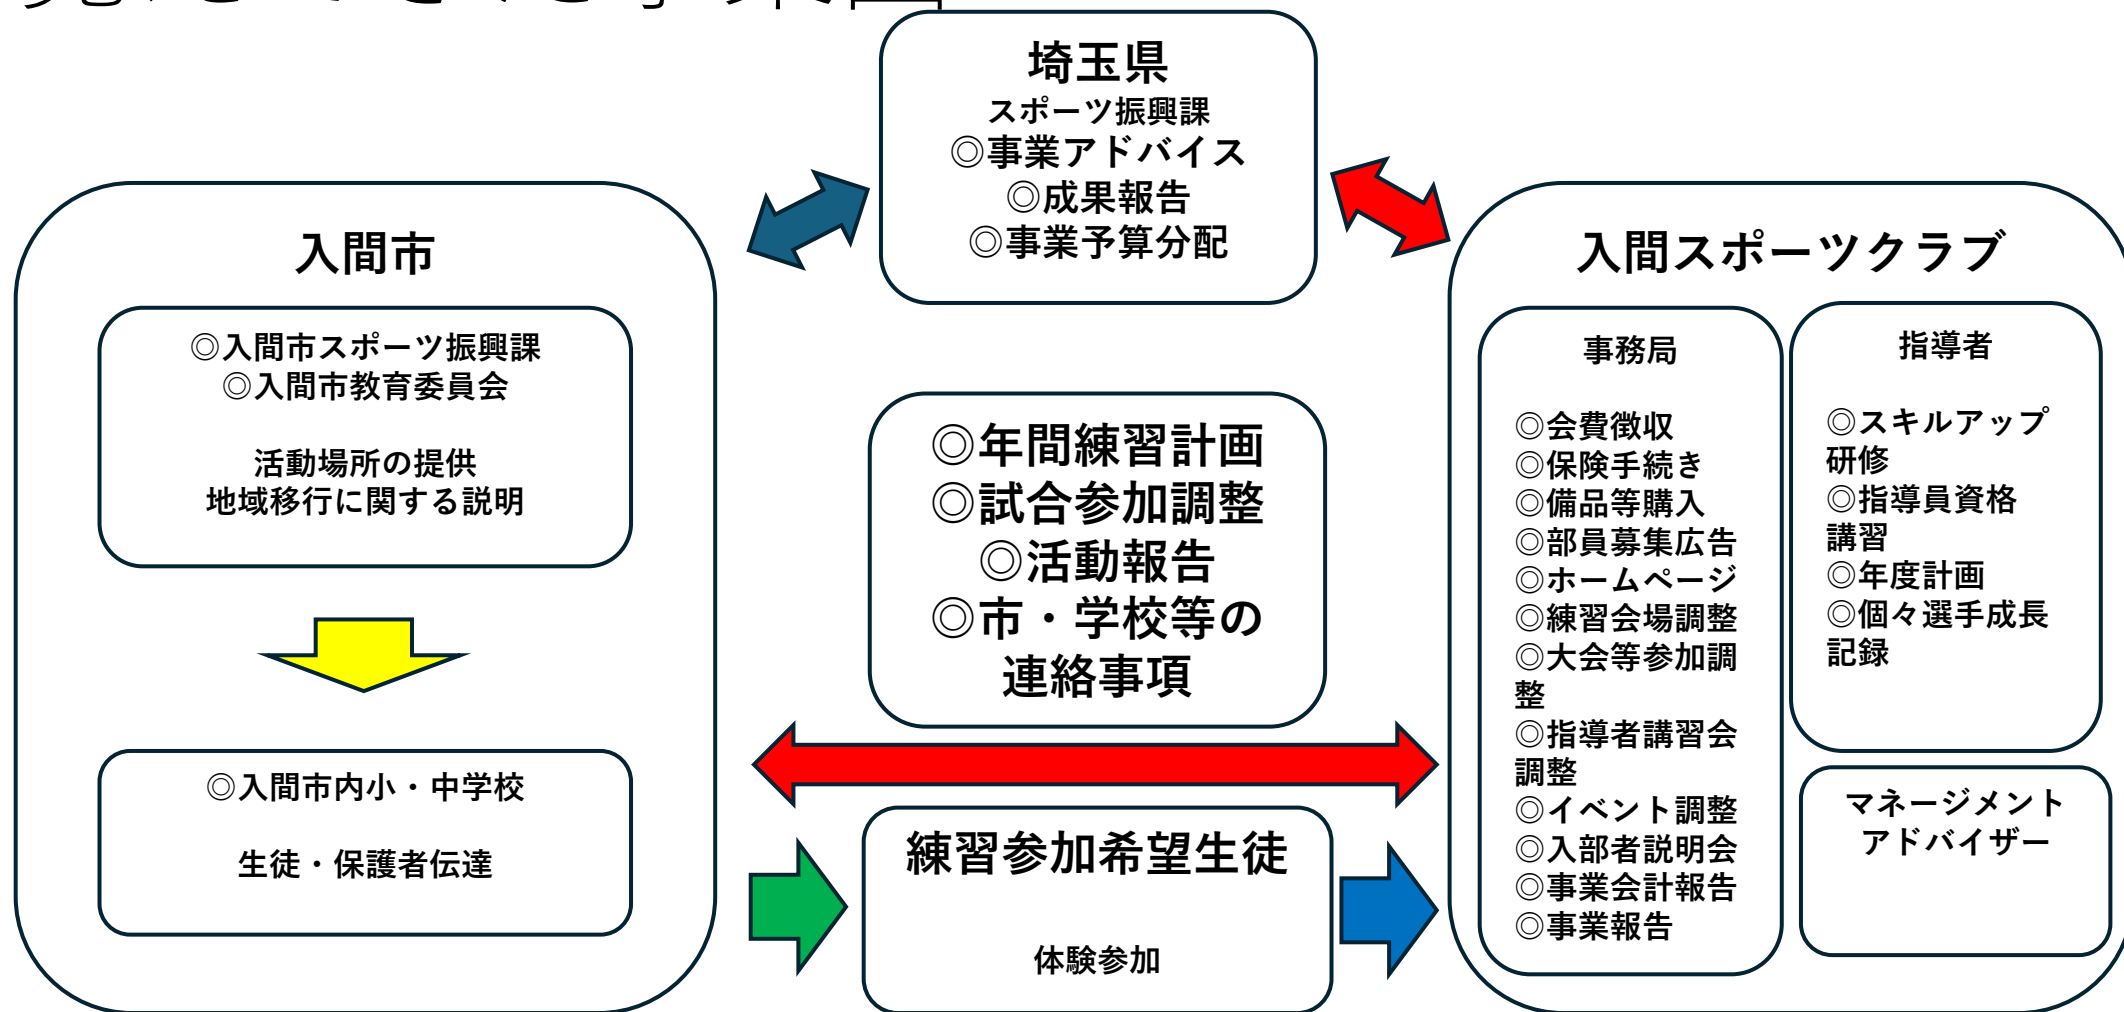 埼玉県
スポーツ振興課
◎事業アドバイス
◎成果報告
◎事業予算分配
入間市
◎入間市スポーツ振興課
◎入間市教育委員会
活動場所の提供
地域移行に関する説明
◎入間市内小・中学校
生徒・保護者伝達
◎年間練習計画
◎試合参加調整
◎活動報告
◎市・学校等の
連絡事項
練習参加希望生徒
体験参加
入間スポーツクラブ
事務局
◎会費徴収
◎保険手続き
◎備品等購入
◎部員募集広告
◎ホームページ
◎練習会場調整
◎大会等参加調
整
◎指導者講習会
調整
◎イベント調整
◎入部者説明会
◎事業会計報告
◎事業報告
指導者
◎スキルアップ
研修
◎指導員資格
講習
◎年度計画
◎個々選手成長
記録
マネージメント
アドバイザー